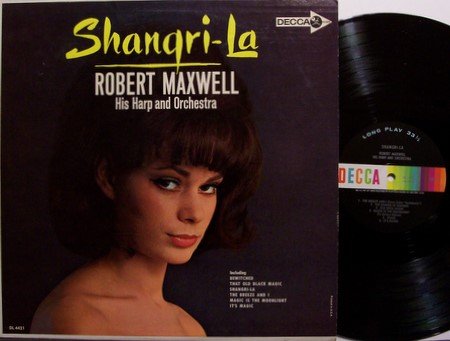 Shangri-La
DECCA
ROBERT MAXWELL
His Harp and Orchestra
Including
BEWITCHED
THAT OLD BLACK MAGIC
SHANGRI-LA
THE BREEZE AND I
MAGIC IS THE MOONLIGHT
IT'S MAGIC
DL 4421
LONG PLAY 33⅓
SHANGRI-LA
ROBERT MAXWELL
HIS HARP AND ORCHESTRA
DECCA